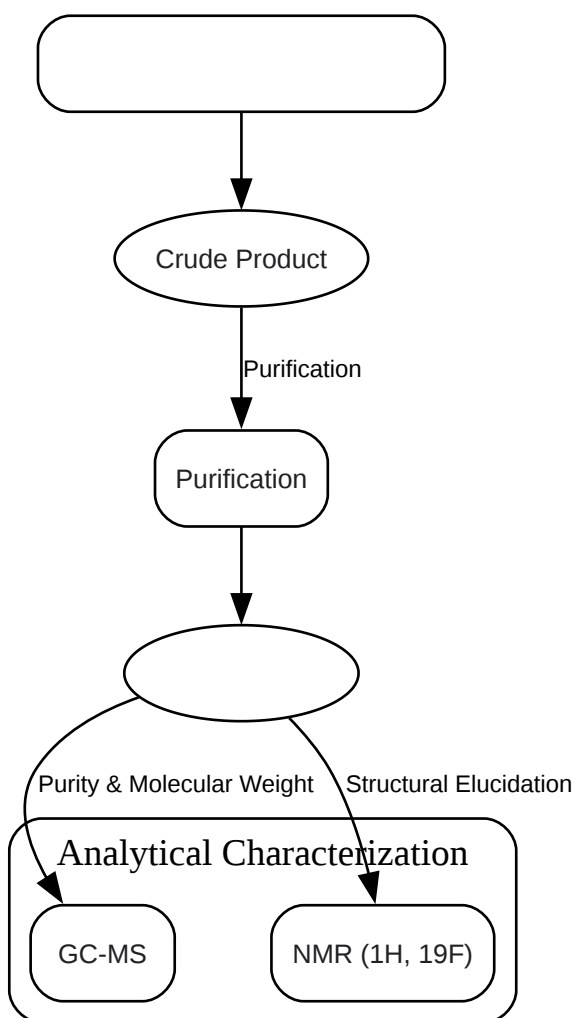 Crude Product
Purification
Purification
Purity & Molecular Weight
Structural Elucidation
Analytical Characterization
GC-MS
NMR (1H, 19F)